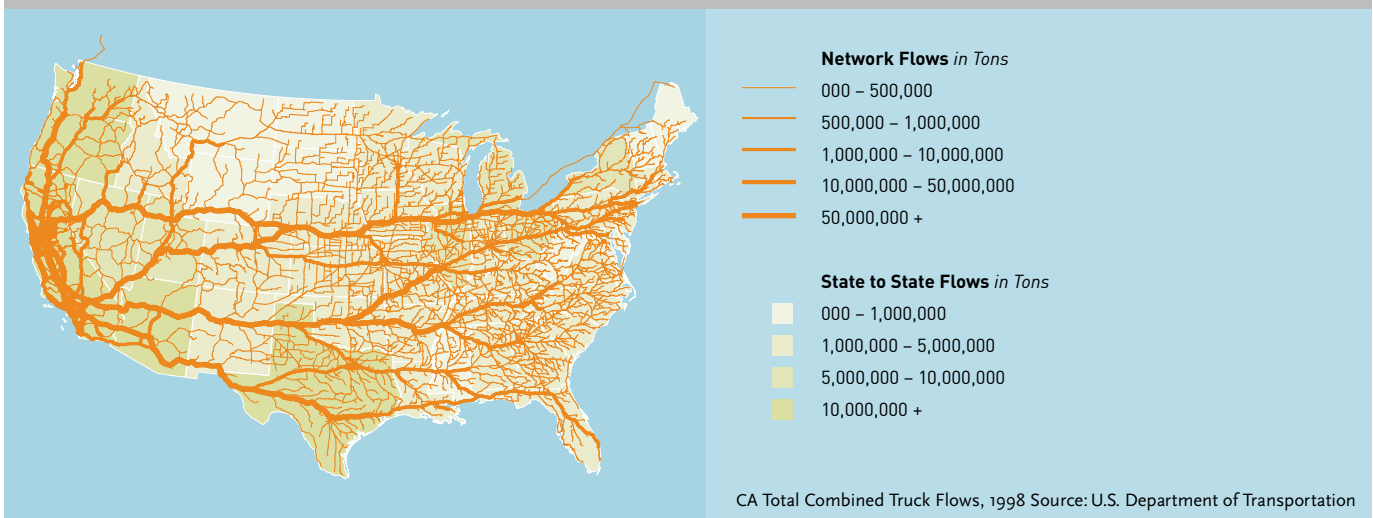 Network Flows in Tons
000 – 500,000
500,000 – 1,000,000
1,000,000 – 10,000,000
10,000,000 – 50,000,000
50,000,000 +
State to State Flows in Tons
000 – 1,000,000
1,000,000 – 5,000,000
5,000,000 – 10,000,000
10,000,000 +
CA Total Combined Truck Flows, 1998 Source: U.S. Department of Transportation